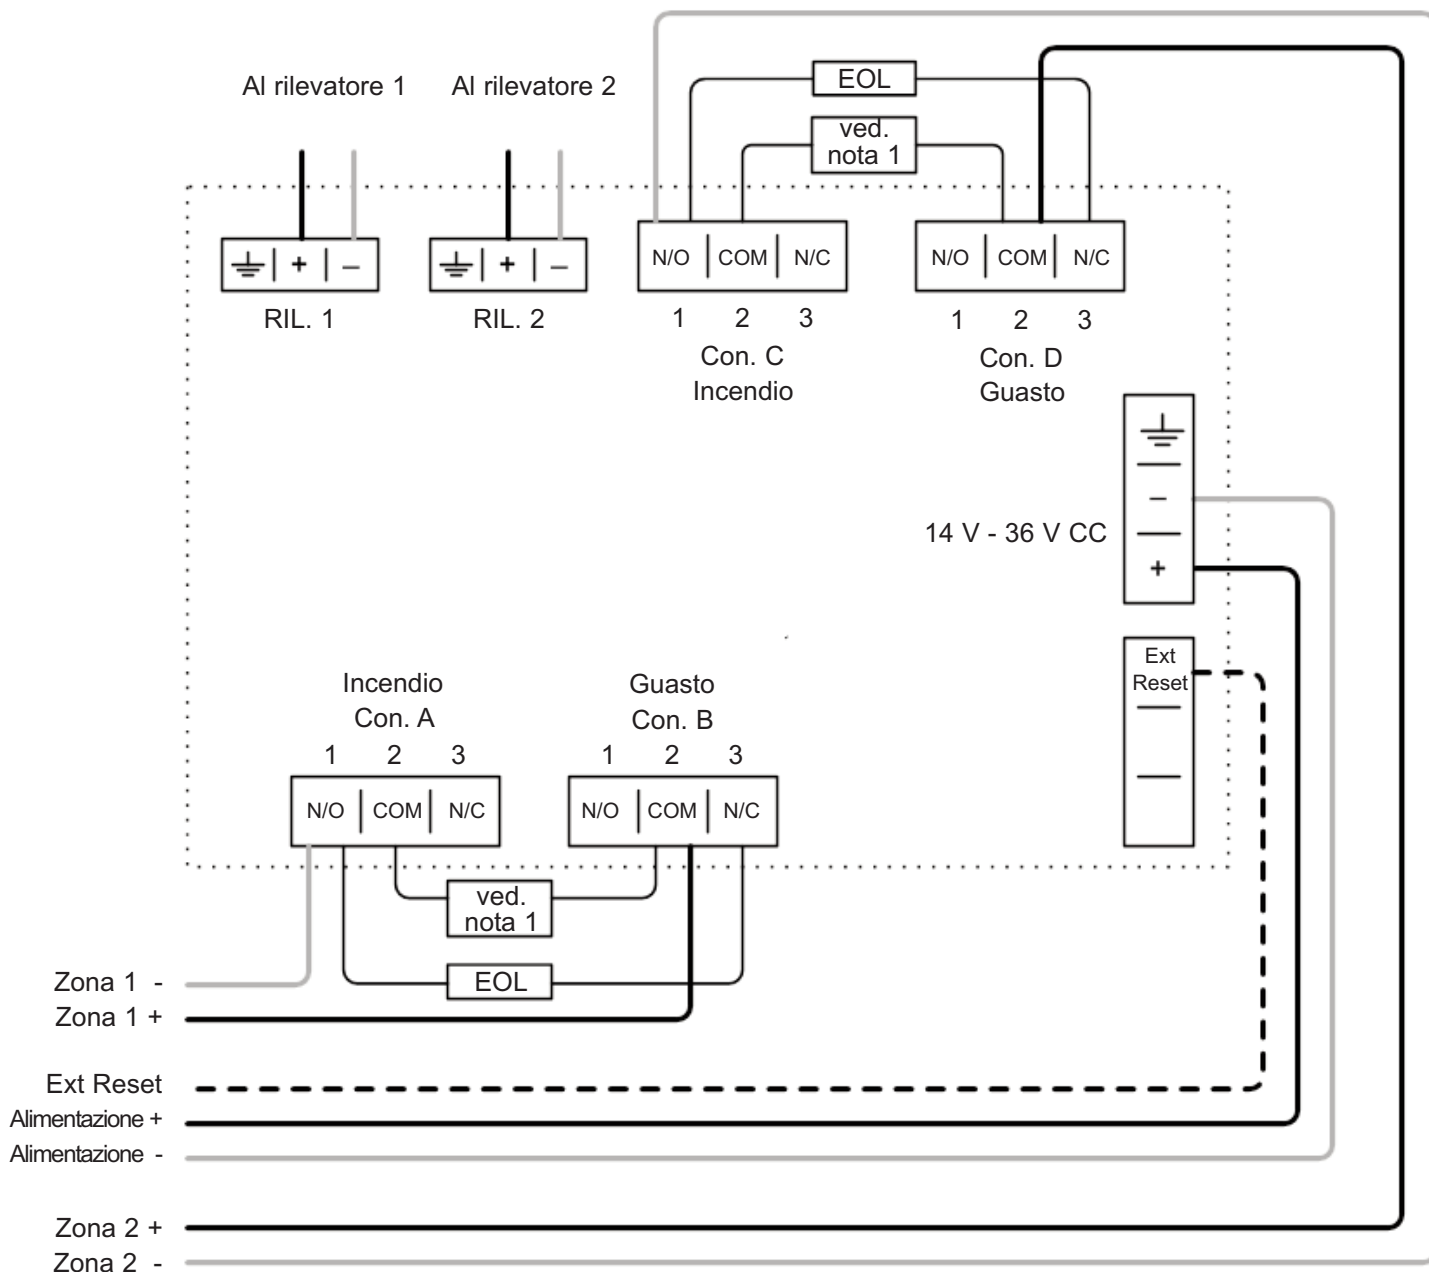 Al rilevatore 1
Al rilevatore 2
EOL
ved.
nota 1
+ –
RIL. 1
+ –
RIL. 2
N/O COM N/C
1 2 3
Con. C
Incendio
N/O COM N/C
1 2 3
Con. D
Guasto
–
14 V - 36 V CC
+
Ext
Reset
Incendio
Con. A
1 2 3
N/O COM N/C
Guasto
Con. B
1 2 3
N/O COM N/C
ved.
nota 1
EOL
Zona 1 -
Zona 1 +
Ext Reset
Alimentazione +
Alimentazione -
Zona 2 +
Zona 2 -